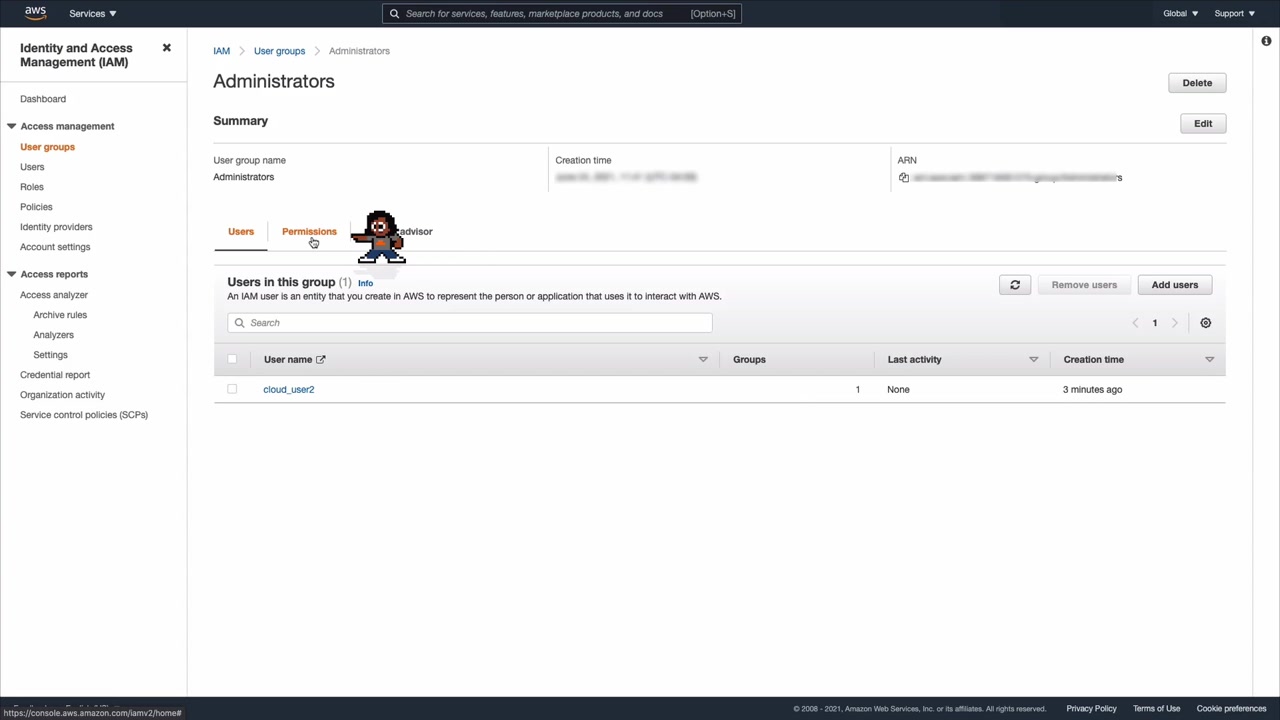 aws
Services
Search for services, features, marketplace products, and docs
[Option+S]
Global
Support
Identity and Access
Management (IAM)
Dashboard
Access management
User groups
Users
Roles
Policies
Identity providers
Account settings
Access reports
Access analyzer
Archive rules
Analyzers
Settings
Credential report
Organization activity
Service control policies (SCPs)
IAM > User groups > Administrators
Administrators
Delete
Summary
Edit
User group name
Administrators
Creation time
ARN
Users
Permissions
advisor
Users in this group (1) Info
An IAM user is an entity that you create in AWS to represent the person or application that uses it to interact with AWS.
Remove users
Add users
Search
1
User name
Groups
Last activity
Creation time
cloud_user2
1
None
3 minutes ago
https://console.aws.amazon.com/iamv2/home#
© 2008 - 2021, Amazon Web Services, Inc. or its affiliates. All rights reserved.
Privacy Policy
Terms of Use
Cookie preferences